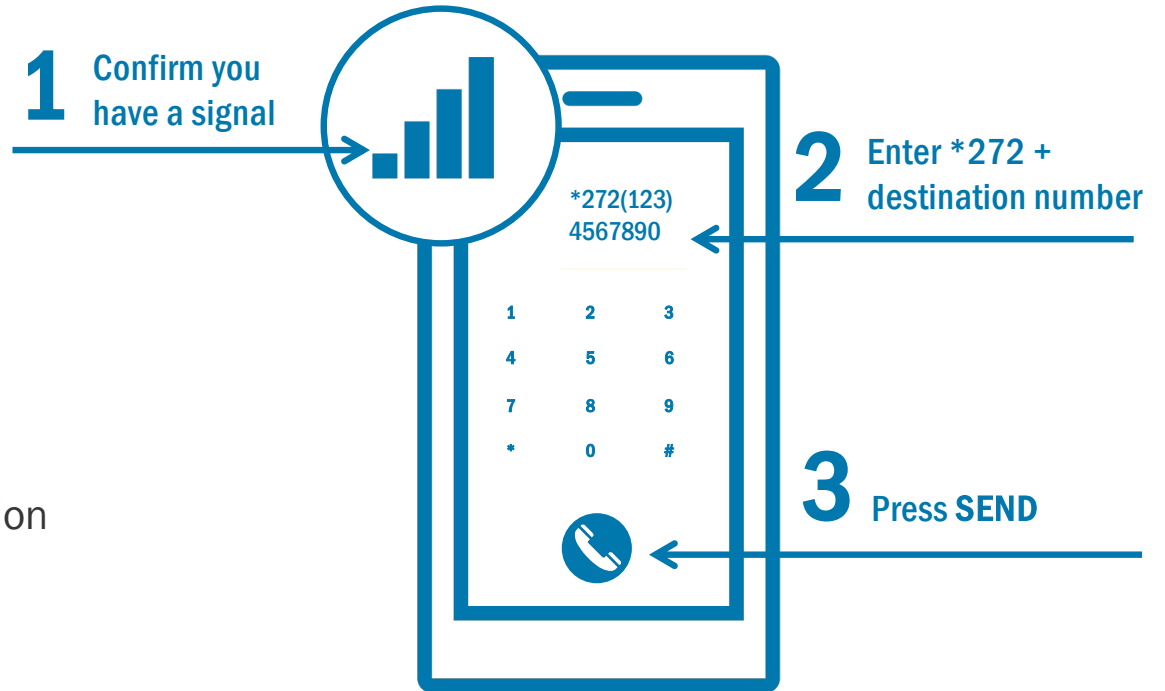 1
Confirm you
have a signal
2
Enter *272 +
destination number
*272(123)
4567890
1 2 3
4 5 6
7 8 9
* 0 #
on
3
Press SEND